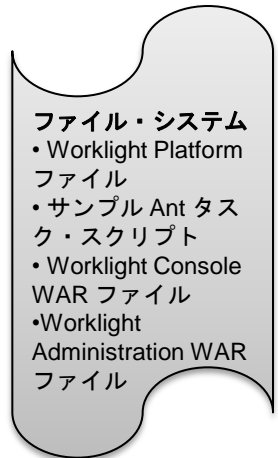 ファイル・システム
• Worklight Platform
ファイル
• サンプル Ant タス
ク・スクリプト
• Worklight Console
WAR ファイル
•Worklight
Administration WAR
ファイル